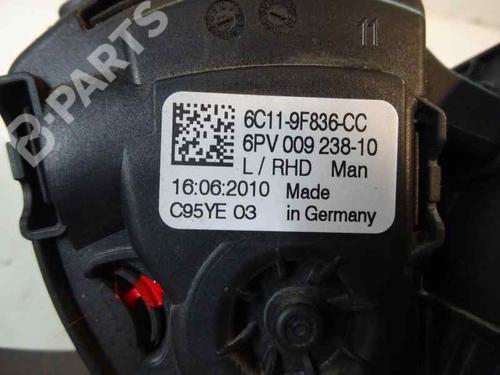 B-PARTS
11
6C11-9F836-CC
6PV 009 238-10
L / RHD Man
16:06:2010 Made
C95YE 03 in Germany